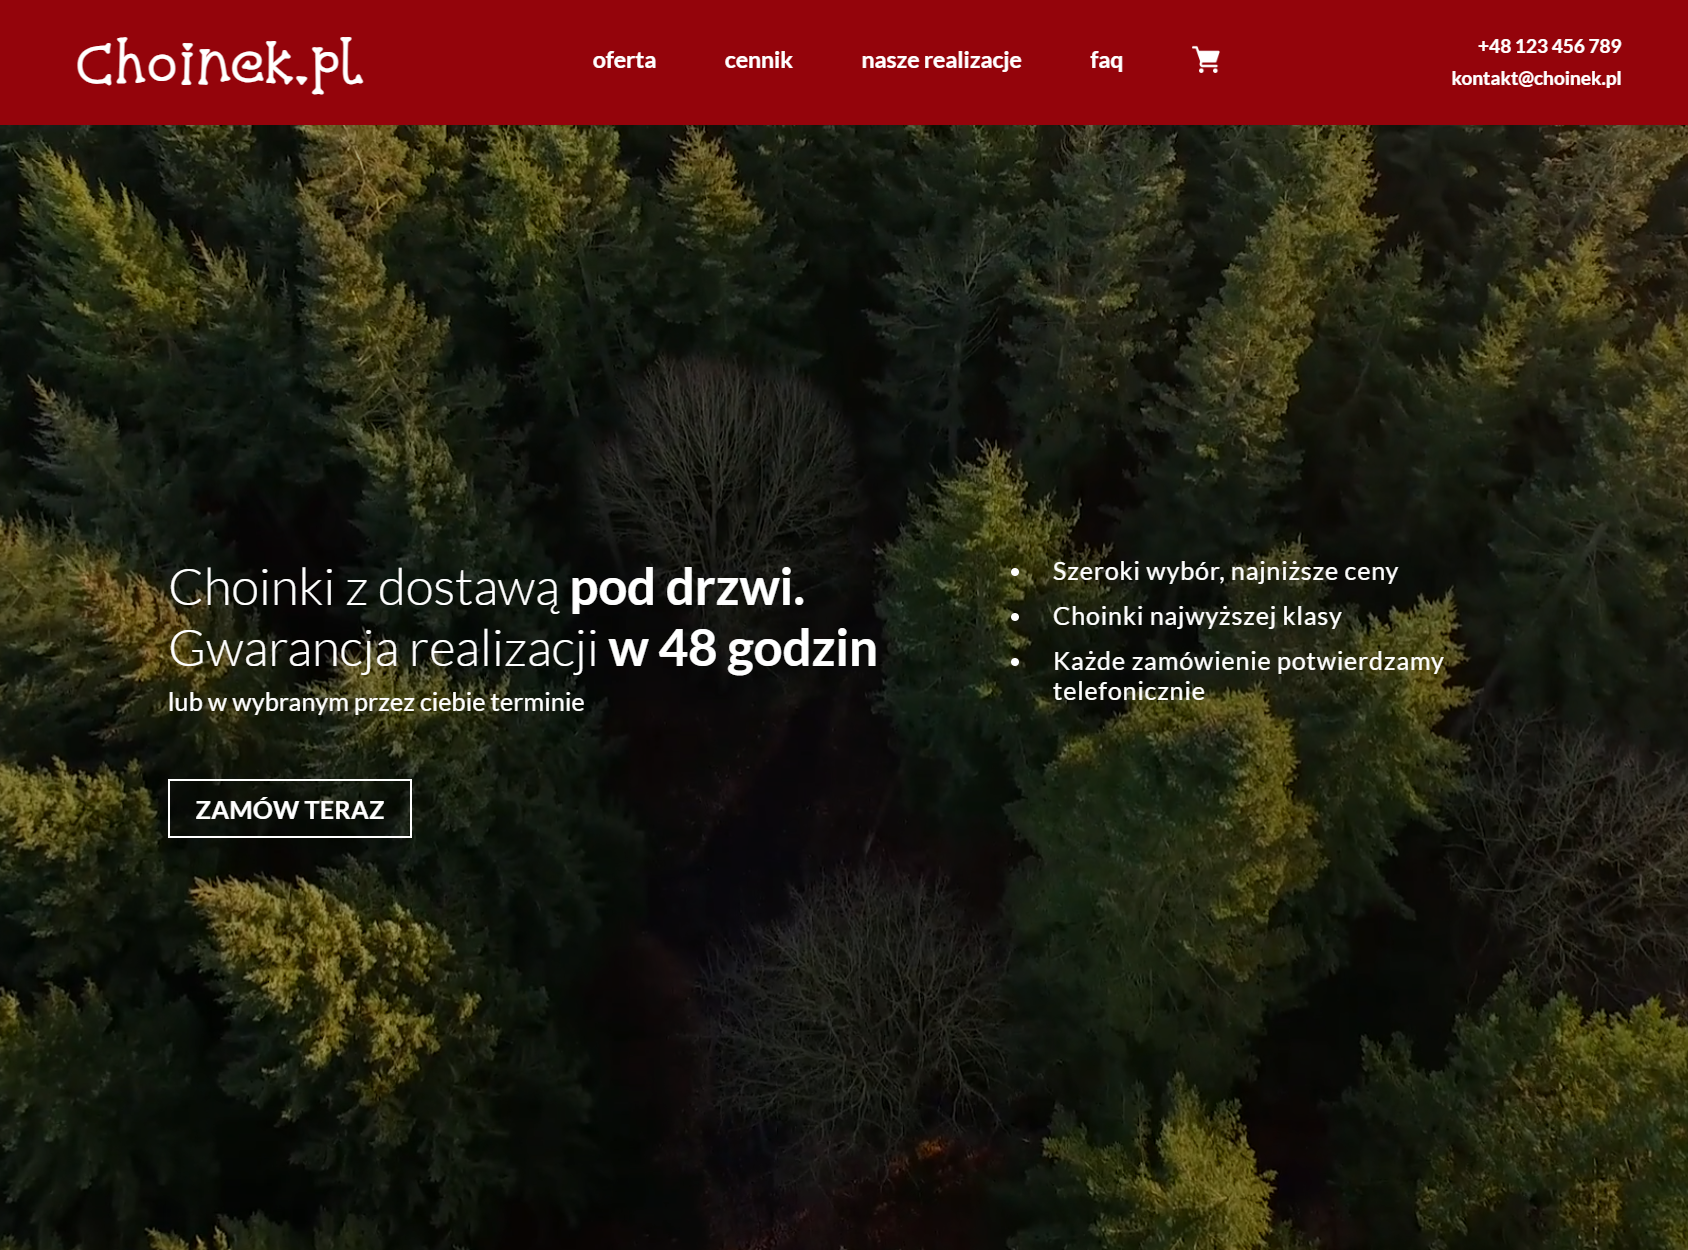 Choinek.pl
oferta
cennik
nasze realizacje
faq
+48 123 456 789
kontakt@choinek.pl
Choinki z dostawą pod drzwi.
Gwarancja realizacji w 48 godzin
lub w wybranym przez ciebie terminie
ZAMÓW TERAZ
Szeroki wybór, najniższe ceny
Choinki najwyższej klasy
Każde zamówienie potwierdzamy
telefonicznie